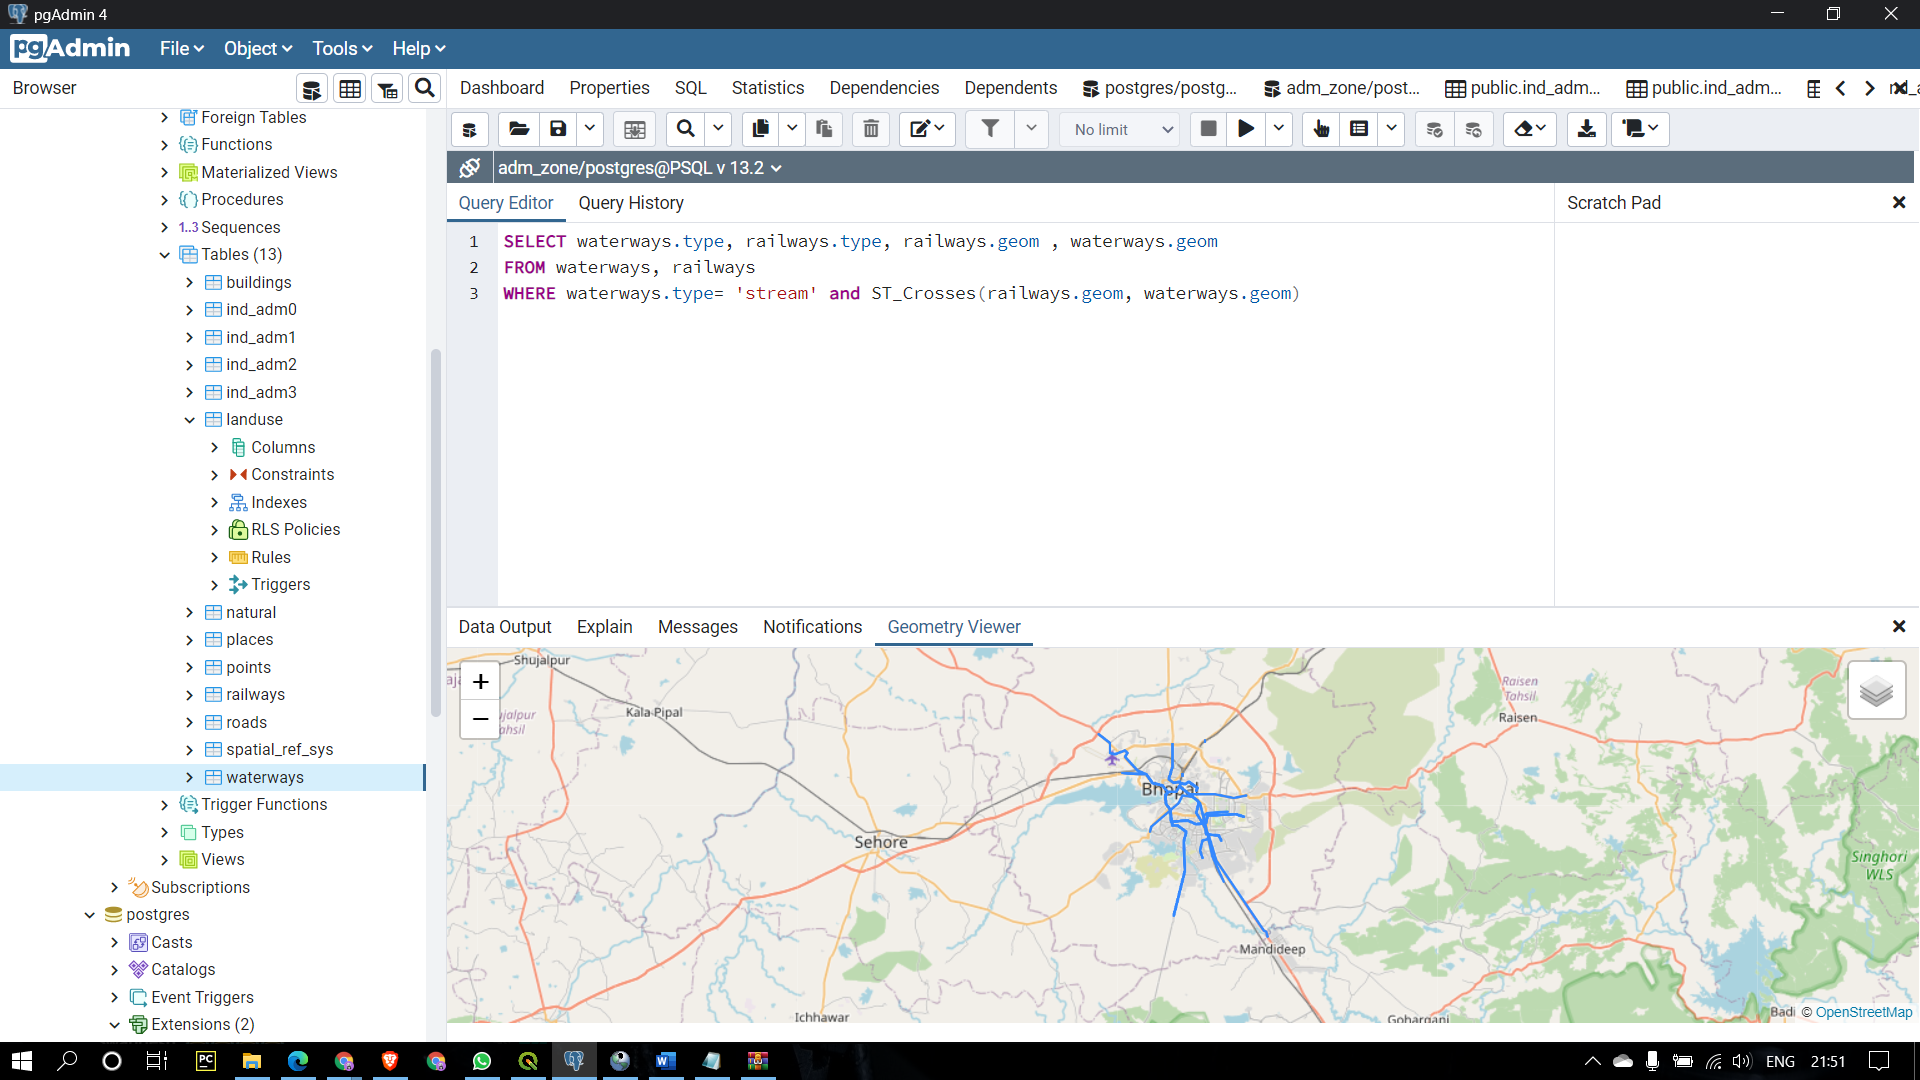 pgAdmin 4
pgAdmin File Object Tools Help
Browser
Dashboard Properties SQL Statistics Dependencies Dependents postgres/postg... adm_zone/post... public.ind_adm... public.ind_adm...
No limit
adm_zone/postgres@PSQL v 13.2
Query Editor Query History
Scratch Pad
1 SELECT waterways.type, railways.type, railways.geom , waterways.geom
2 FROM waterways, railways
3 WHERE waterways.type= 'stream' and ST_Crosses(railways.geom, waterways.geom)
Foreign Tables
Functions
Materialized Views
Procedures
1..3 Sequences
Tables (13)
buildings
ind_adm0
ind_adm1
ind_adm2
ind_adm3
landuse
Columns
Constraints
Indexes
RLS Policies
Rules
Triggers
natural
places
points
railways
roads
spatial_ref_sys
waterways
Trigger Functions
Types
Views
Subscriptions
postgres
Casts
Catalogs
Event Triggers
Extensions (2)
Data Output Explain Messages Notifications Geometry Viewer
+
−
Shujalpur
Kala Pipal
Raisen
Tahsil
Raisen
Bhopal
Sehore
Singhori
WLS
Mandideep
Ichhawar
Goharganj
Badi © OpenStreetMap
PC
ENG 21:51